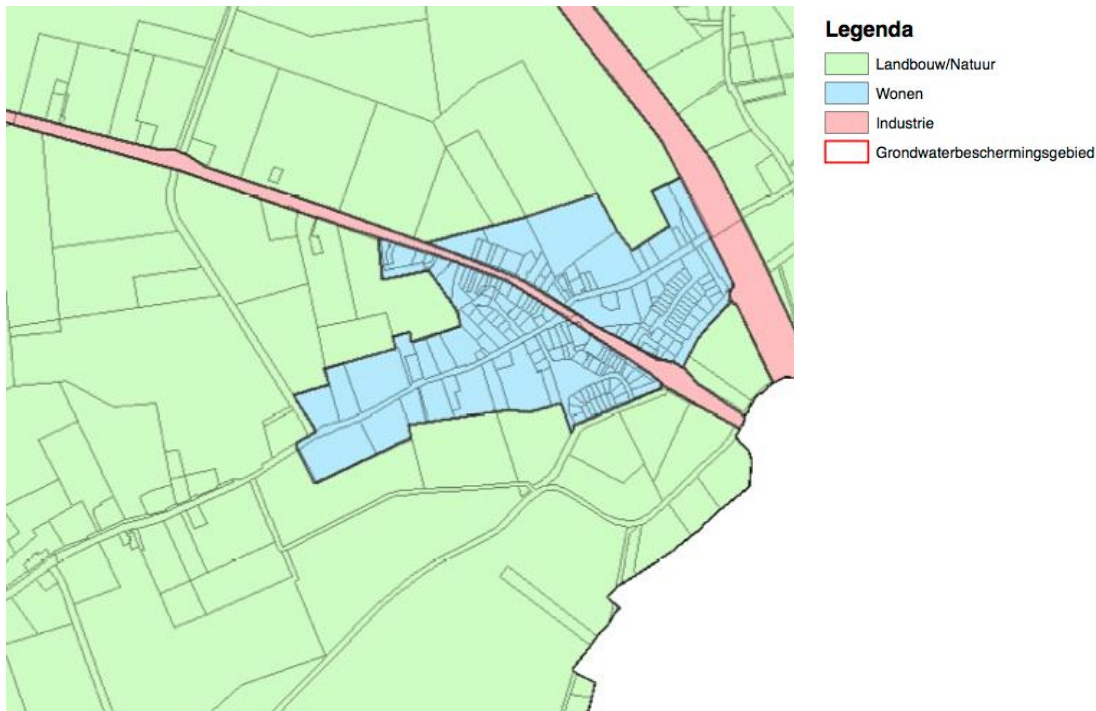 Legenda
Landbouw/Natuur
Wonen
Industrie
Grondwaterbeschermingsgebied